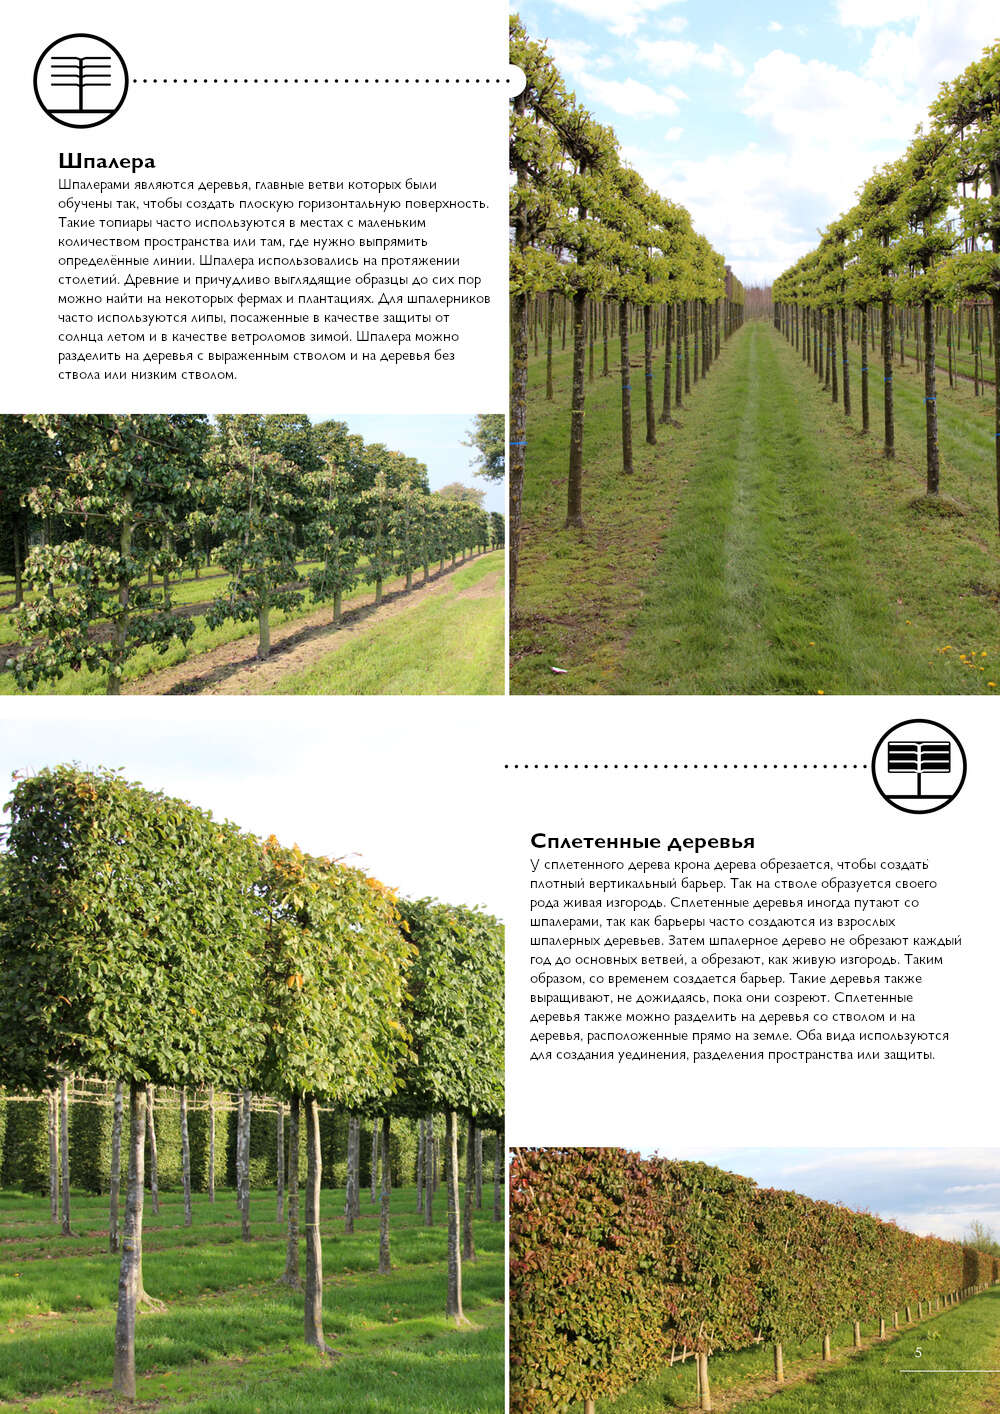 Шпалера
Шпалерами являются деревья, главные ветви которых были
обучены так, чтобы создать плоскую горизонтальную поверхность.
Такие топиары часто используются в местах с маленьким
количеством пространства или там, где нужно выпрямить
определённые линии. Шпалера использовались на протяжении
столетий. Древние и причудливо выглядящие образцы до сих пор
можно найти на некоторых фермах и плантациях. Для шпалерников
часто используются липы, посаженные в качестве защиты от
солнца летом и в качестве ветроломов зимой. Шпалера можно
разделить на деревья с выраженным стволом и на деревья без
ствола или низким стволом.
Сплетенные деревья
У сплетенного дерева крона дерева обрезается, чтобы создать
плотный вертикальный барьер. Так на стволе образуется своего
рода живая изгородь. Сплетенные деревья иногда путают со
шпалерами, так как барьеры часто создаются из взрослых
шпалерных деревьев. Затем шпалерное дерево не обрезают каждый
год до основных ветвей, а обрезают, как живую изгородь. Таким
образом, со временем создается барьер. Такие деревья также
выращивают, не дожидаясь, пока они созреют. Сплетенные
деревья также можно разделить на деревья со стволом и на
деревья, расположенные прямо на земле. Оба вида используются
для создания уединения, разделения пространства или защиты.
5